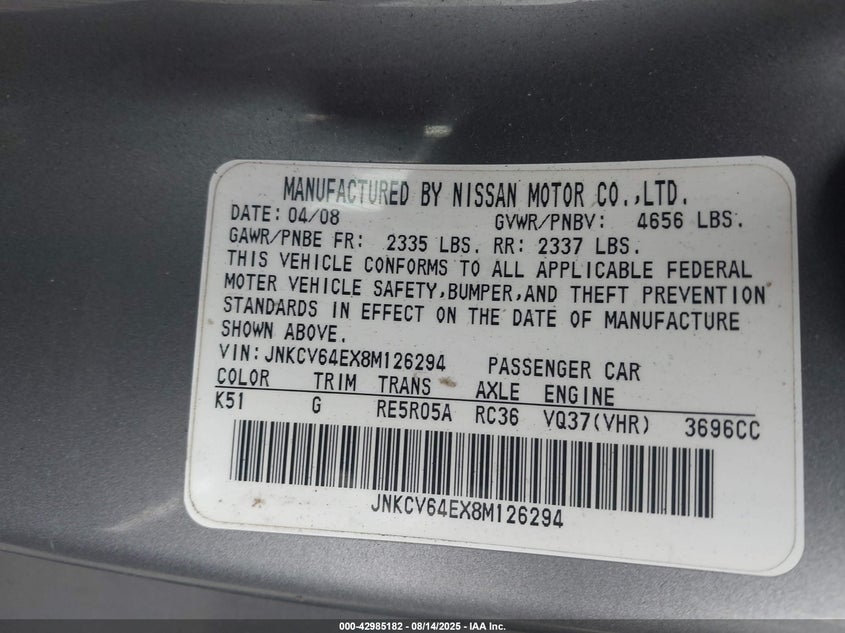 MANUFACTURED BY NISSAN MOTOR CO.,LTD.
DATE: 04/08 GVWR/PNBV: 4656 LBS.
GAWR/PNBE FR: 2335 LBS. RR: 2337 LBS.
THIS VEHICLE CONFORMS TO ALL APPLICABLE FEDERAL
MOTER VEHICLE SAFETY,BUMPER,AND THEFT PREVENTION
STANDARDS IN EFFECT ON THE DATE OF MANUFACTURE
SHOWN ABOVE.
VIN:JNKCV64EX8M126294 PASSENGER CAR
COLOR TRIM TRANS AXLE ENGINE
K51 G RE5R05A RC36 VQ37(VHR) 3696CC
JNKCV64EX8M126294
000-42985182 - 08/14/2025 - IAA Inc.